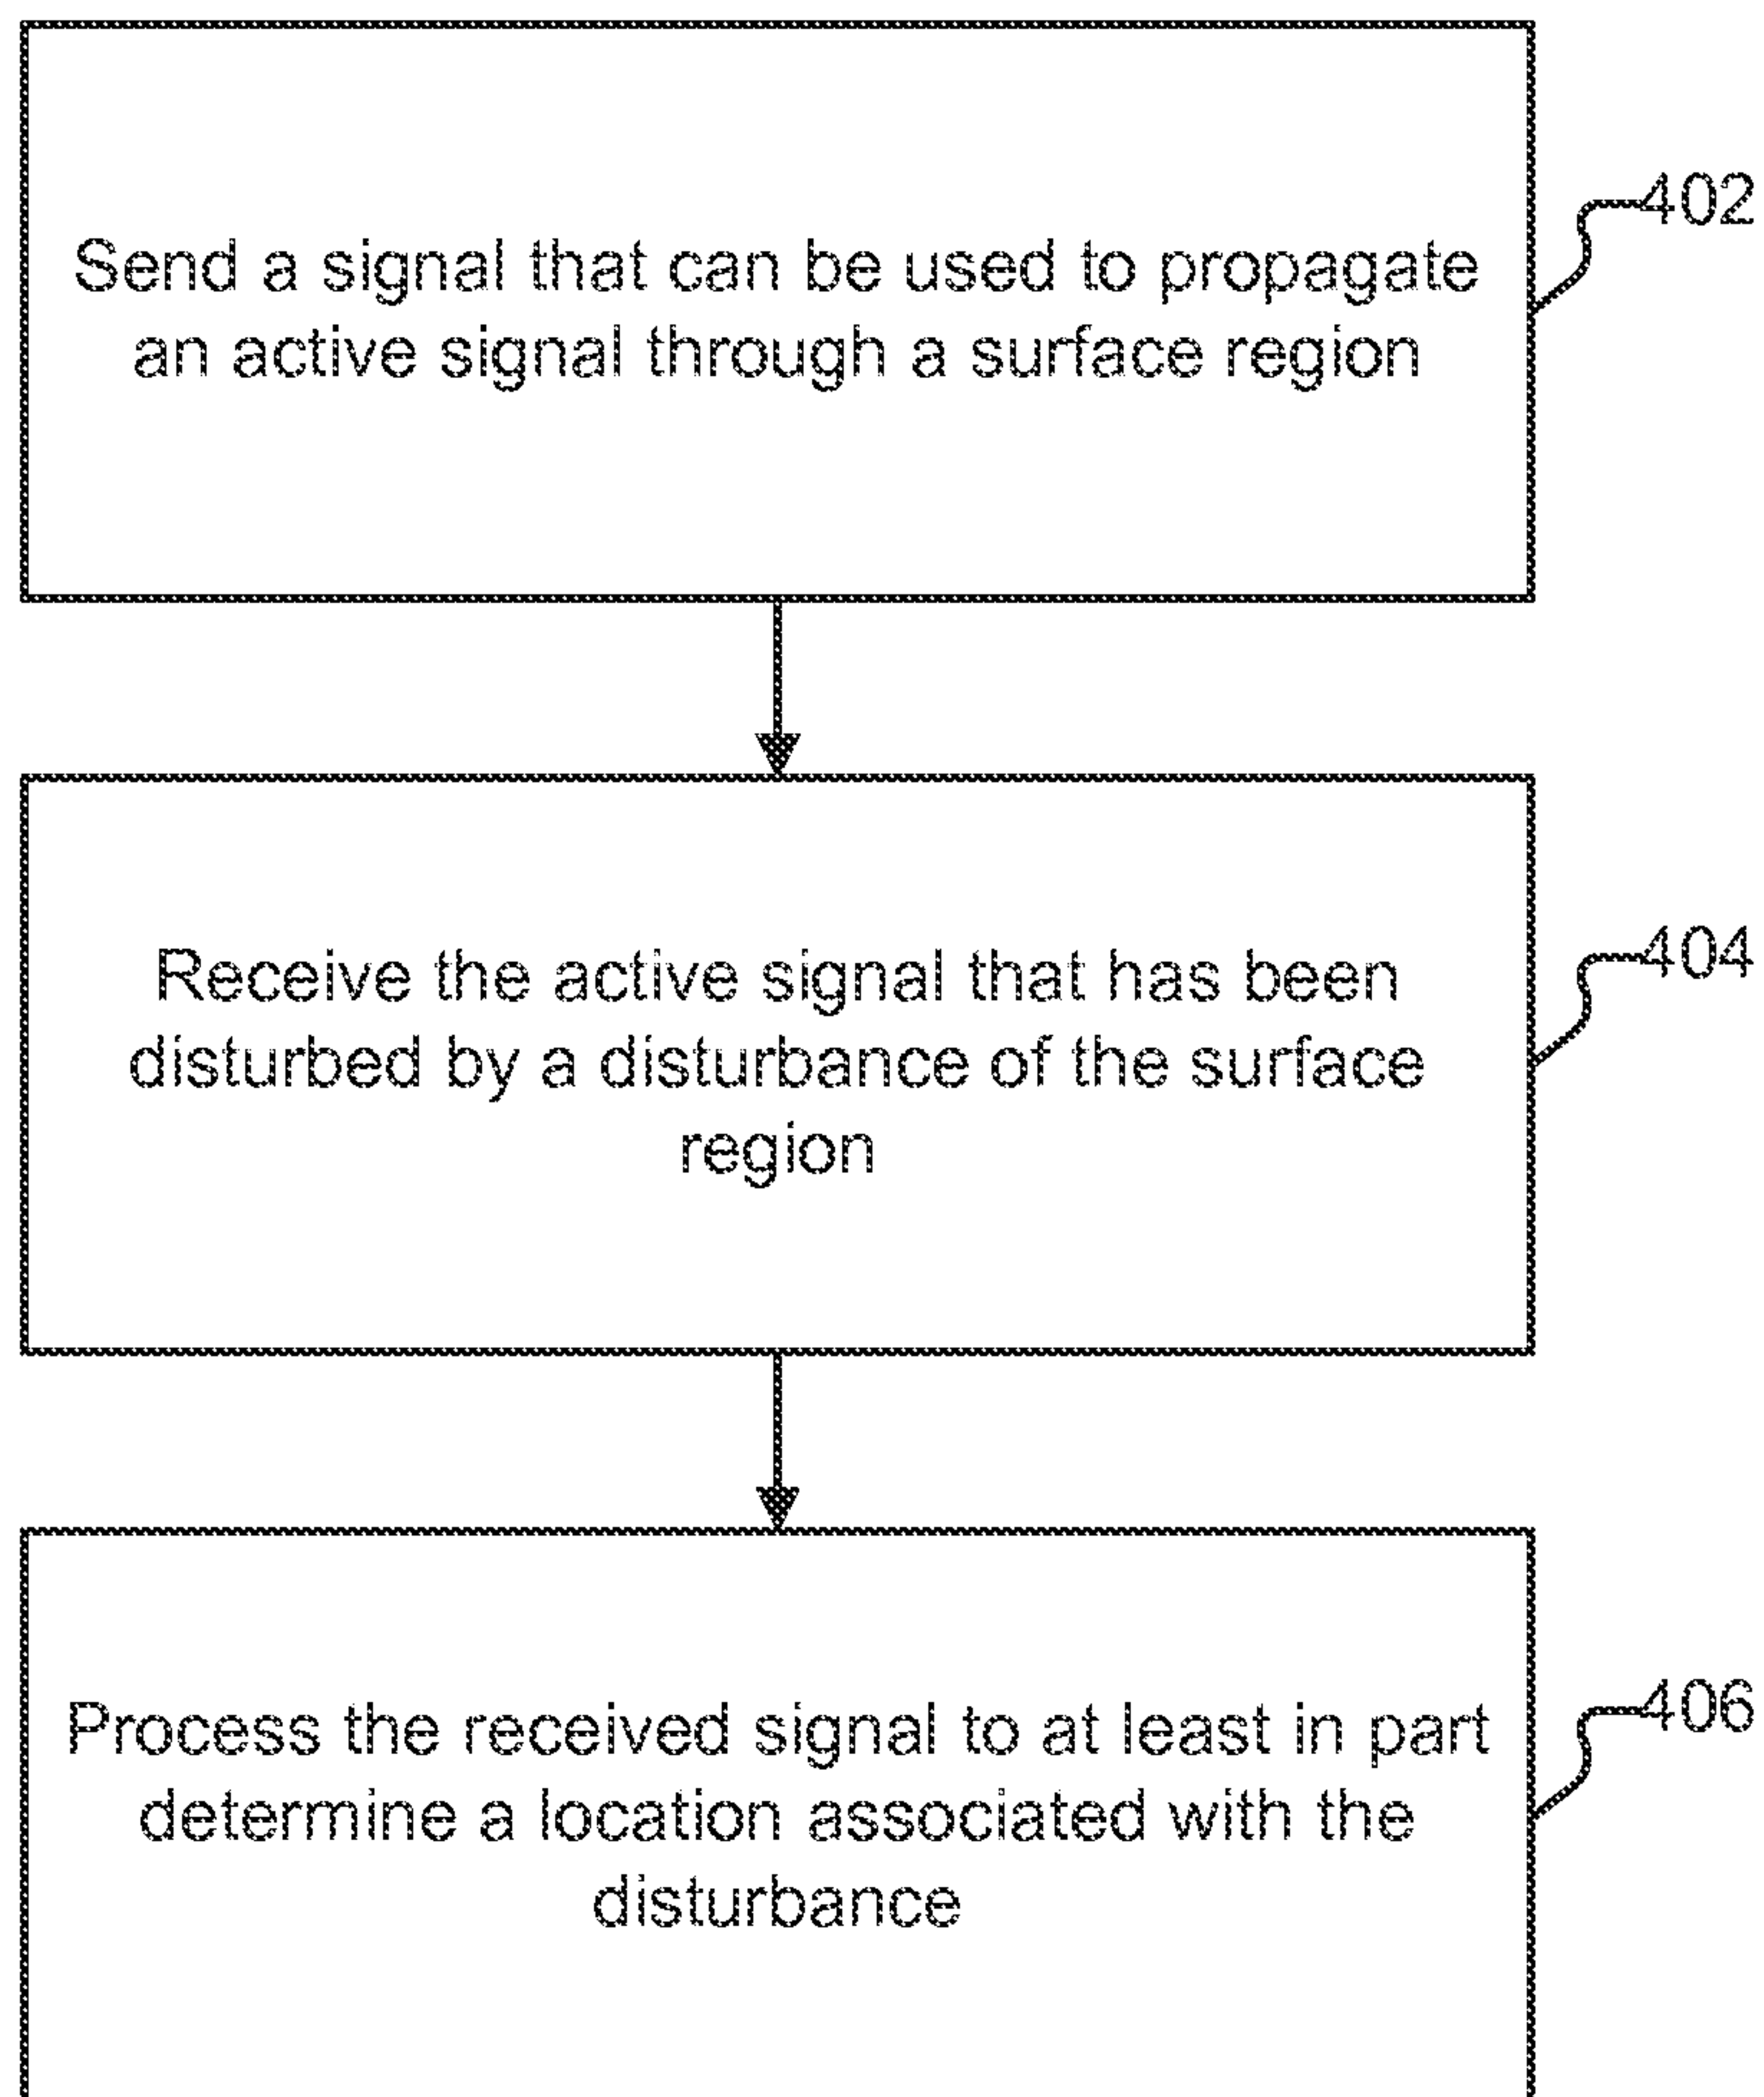 402
Send a signal that can be used to propagate
an active signal through a surface region
404
Receive the active signal that has been
disturbed by a disturbance of the surface
region
406
Process the received signal to at least in part
determine a location associated with the
disturbance